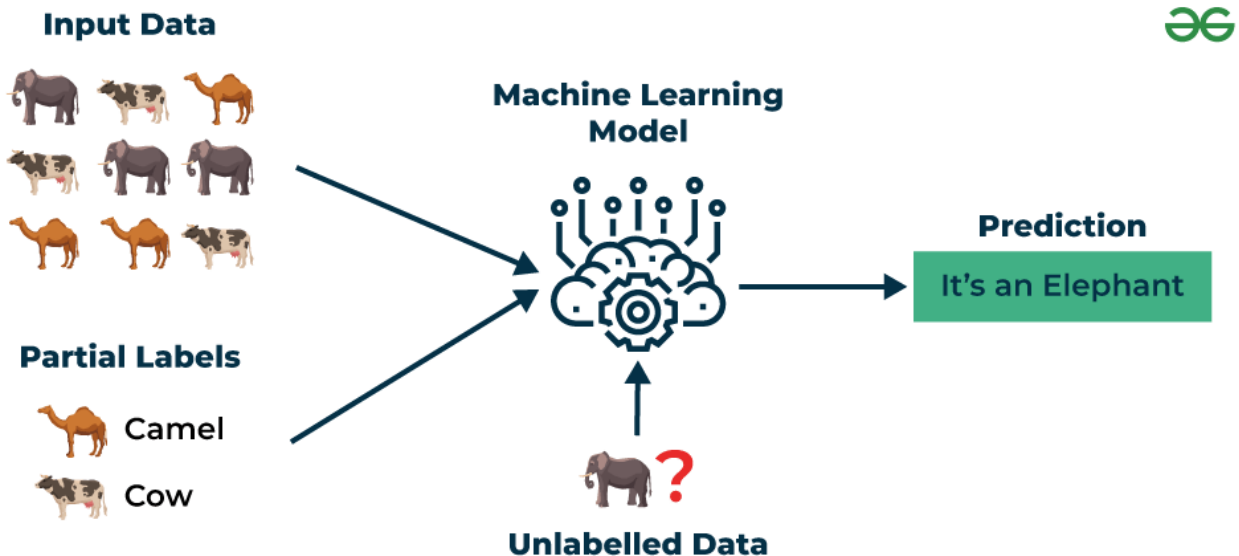 Input Data
Machine Learning
Model
Prediction
It's an Elephant
Partial Labels
Camel
Cow
?
Unlabelled Data